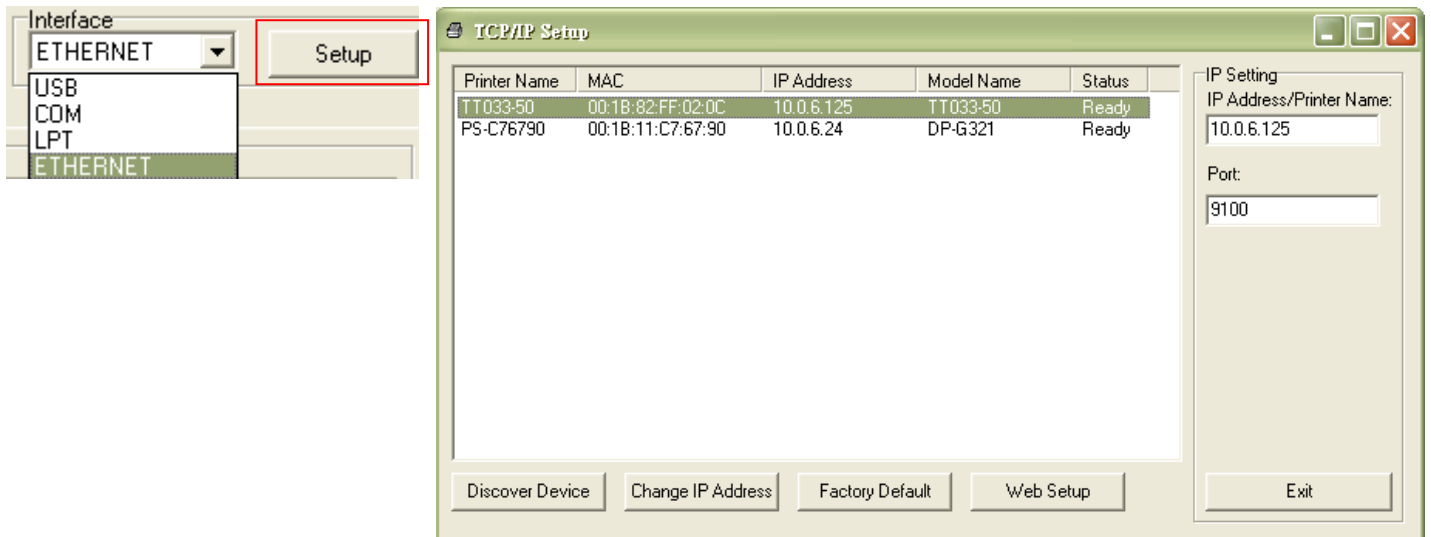 Interface
ETHERNET
Setup
USB
COM
LPT
ETHERNET
TCP/IP Setup
Printer Name MAC IP Address Model Name Status
TT033-50 00:1B:82:FF:02:0C 10.0.6.125 TT033-50 Ready
PS-C76790 00:1B:11:C7:67:90 10.0.6.24 DP-G321 Ready
IP Setting
IP Address/Printer Name:
10.0.6.125
Port:
9100
Discover Device Change IP Address Factory Default Web Setup Exit